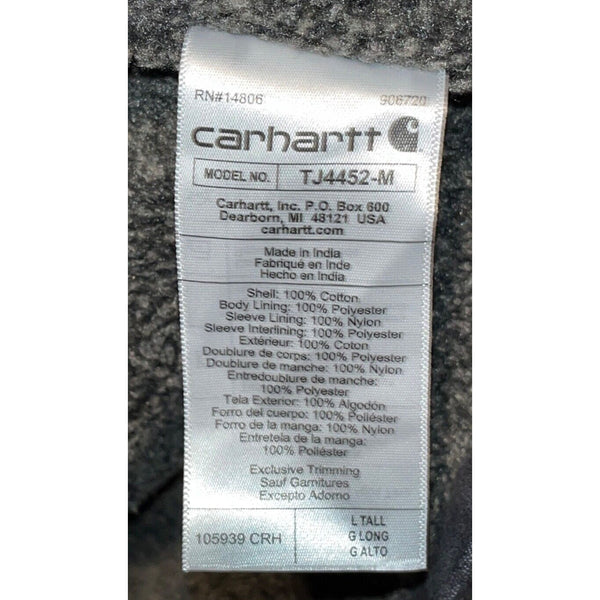 RN#14806 906720
carhartt
MODEL NO. TJ4452-M
Carhartt, Inc. P.O. Box 600
Dearborn, MI 48121 USA
carhartt.com
Made in India
Fabriqué en Inde
Hecho en India
Shell: 100% Cotton
Body Lining: 100% Polyester
Sleeve Lining: 100% Nylon
Sleeve Interlining: 100% Polyester
Extérieur: 100% Coton
Doublure de corps: 100% Polyester
Doublure de manche: 100% Nylon
Entredoublure de manche:
100% Polyester
Tela Exterior: 100% Algodón
Forro del cuerpo: 100% Poliéster
Forro de la manga: 100% Nylon
Entretela de la manga:
100% Poliéster
Exclusive Trimming
Sauf Garnitures
Excepto Adorno
105939 CRH
L TALL
G LONG
G ALTO